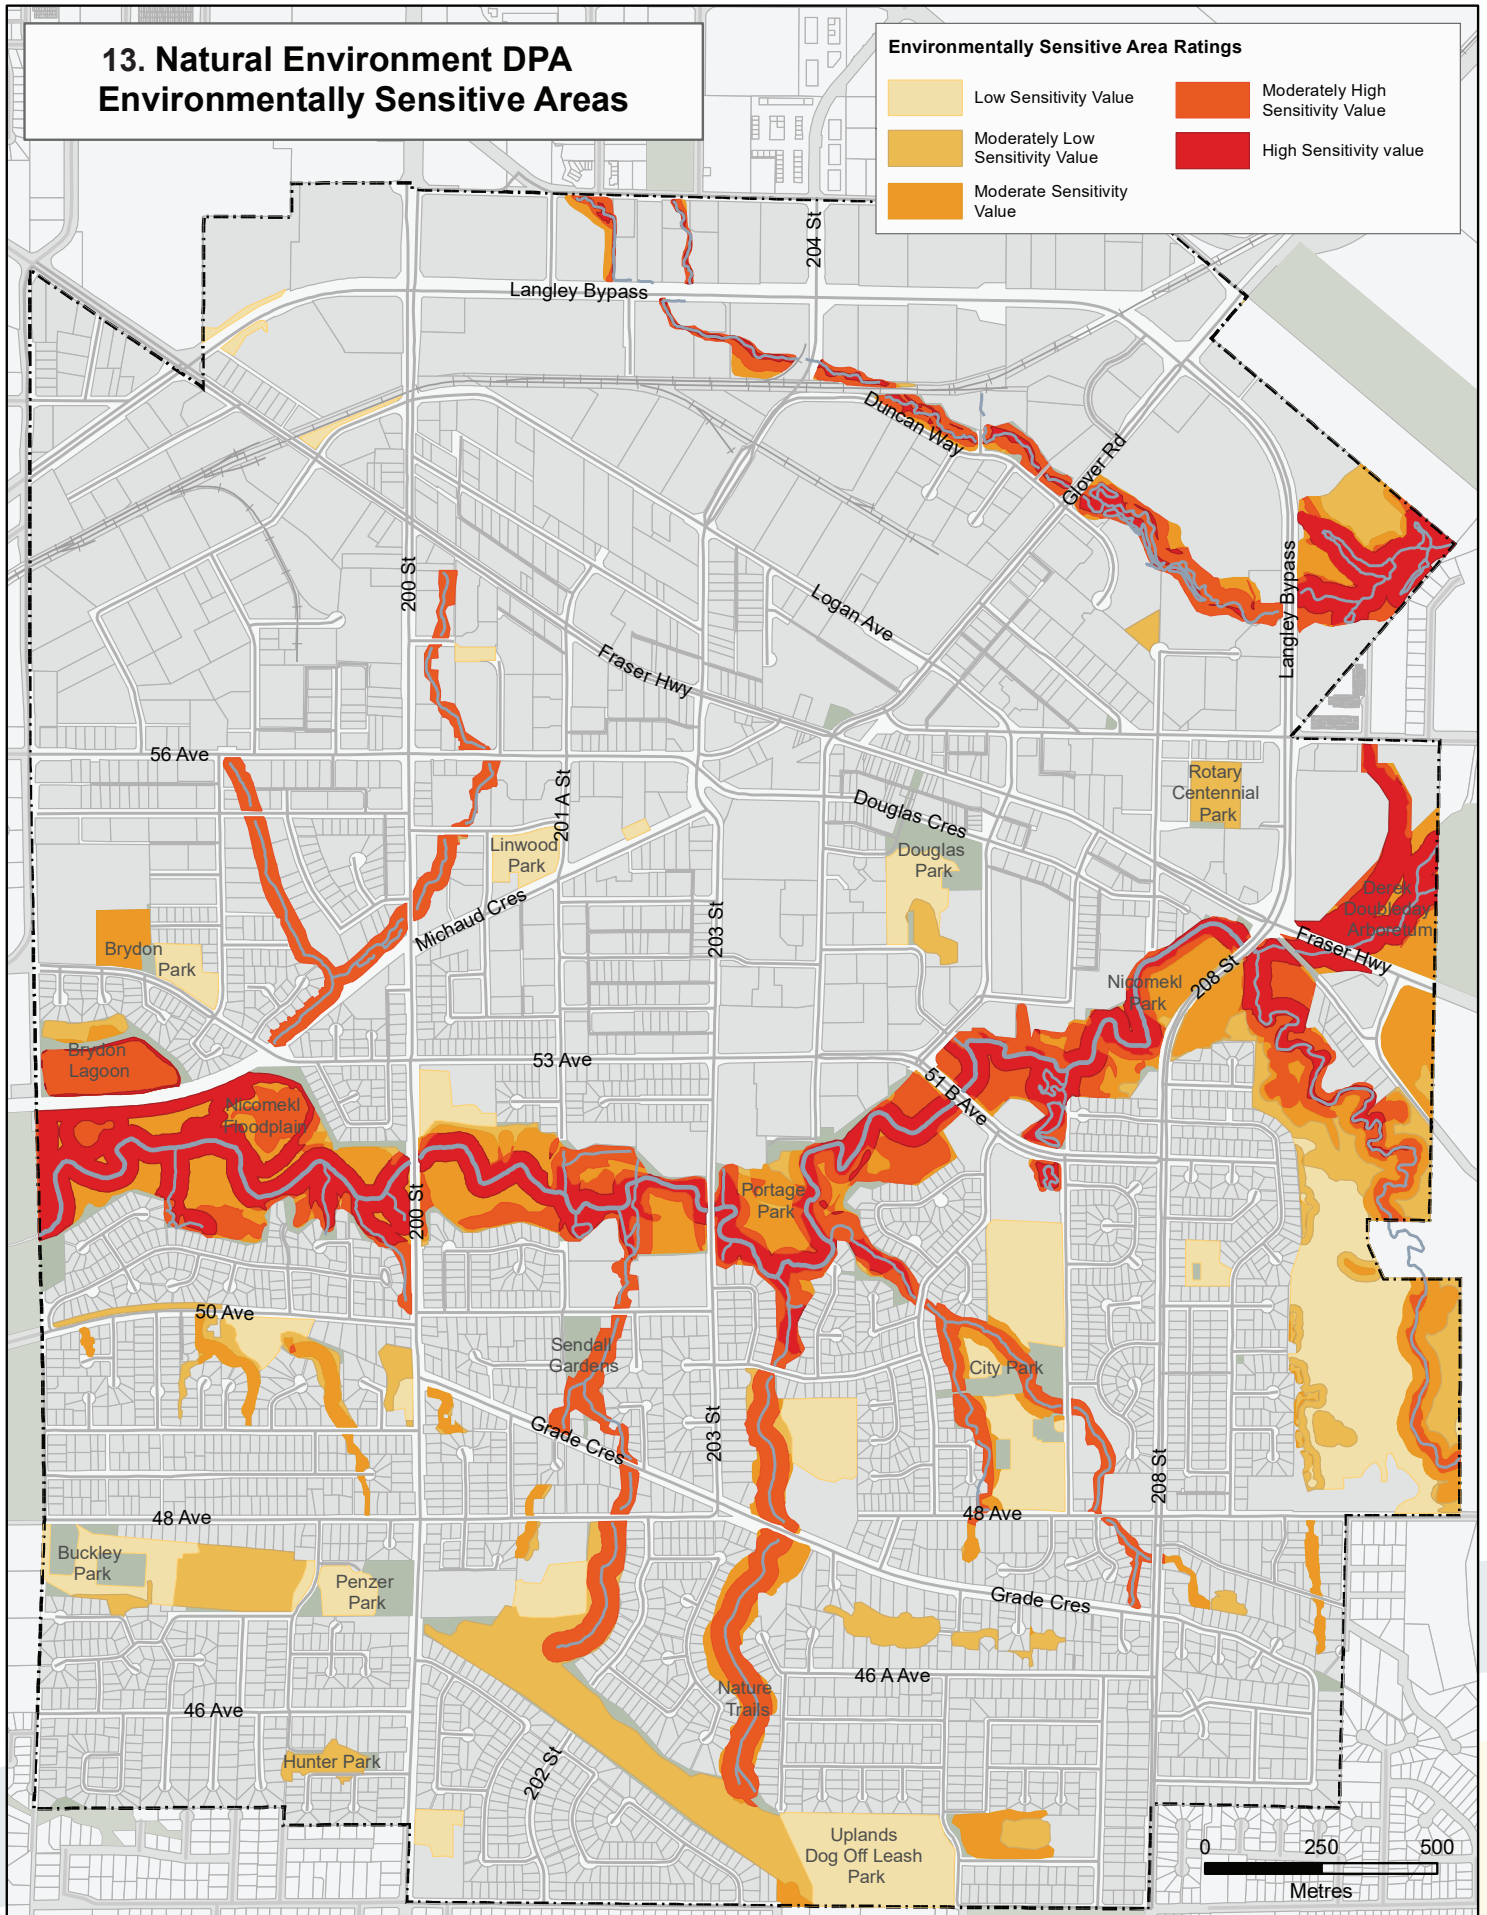 13. Natural Environment DPA
Environmentally Sensitive Areas
Environmentally Sensitive Area Ratings
Low Sensitivity Value
Moderately Low
Sensitivity Value
Moderate Sensitivity
Value
Moderately High
Sensitivity Value
High Sensitivity value
204 St
Langley Bypass
Duncan Way
Glover Rd
200 St
Logan Ave
Langley Bypass
Fraser Hwy
56 Ave
201 A St
Rotary
Centennial
Park
Douglas Cres
Linwood
Park
Douglas
Park
Derek
Doubleday
Arboretum
Michaud Cres
203 St
Brydon
Park
Fraser Hwy
208 St
Nicomekl
Park
Brydon
Lagoon
53 Ave
51 B Ave
Nicomekl
Floodplain
200 St
Portage
Park
50 Ave
Sendall
Gardens
City Park
Grade Cres
203 St
208 St
48 Ave
48 Ave
Buckley
Park
Penzer
Park
Grade Cres
46 A Ave
Nature
Trails
46 Ave
Hunter Park
202 St
Uplands
Dog Off Leash
Park
0 250 500
Metres